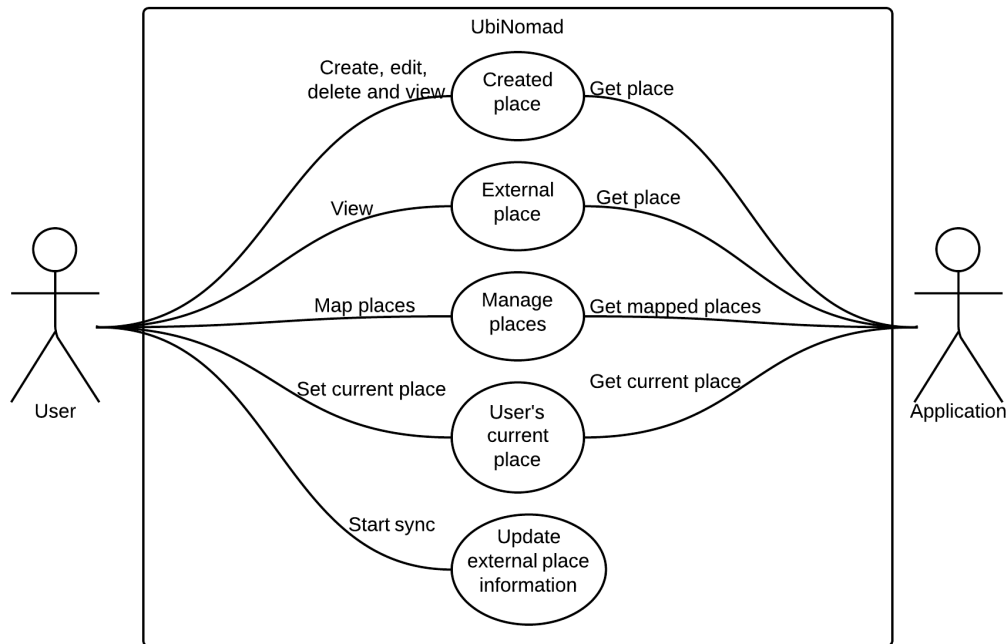 UbiNomad
Create, edit,
delete and view
Created
place
Get place
View
External
place
Get place
Map places
Manage
places
Get mapped places
Set current place
User's
current
place
Get current place
User
Application
Start sync
Update
external place
information